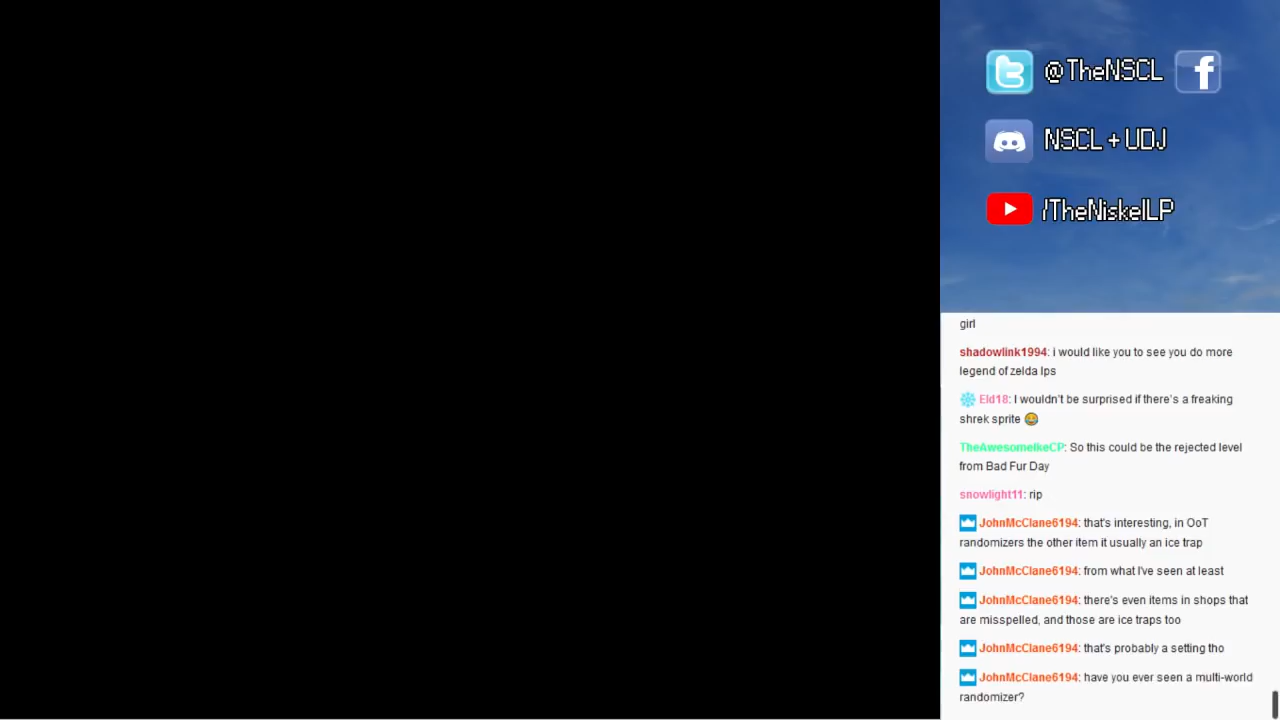 @TheNSCL
NSCL + UDJ
/TheNiskelLP
girl
shadowlink1994: i would like you to see you do more
legend of zelda lps
Eld18: I wouldn't be surprised if there's a freaking
shrek sprite 😂
TheAwesomeIkeCP: So this could be the rejected level
from Bad Fur Day
snowlight11: rip
JohnMcClane6194: that's interesting, in OoT
randomizers the other item it usually an ice trap
JohnMcClane6194: from what I've seen at least
JohnMcClane6194: there's even items in shops that
are misspelled, and those are ice traps too
JohnMcClane6194: that's probably a setting tho
JohnMcClane6194: have you ever seen a multi-world
randomizer?